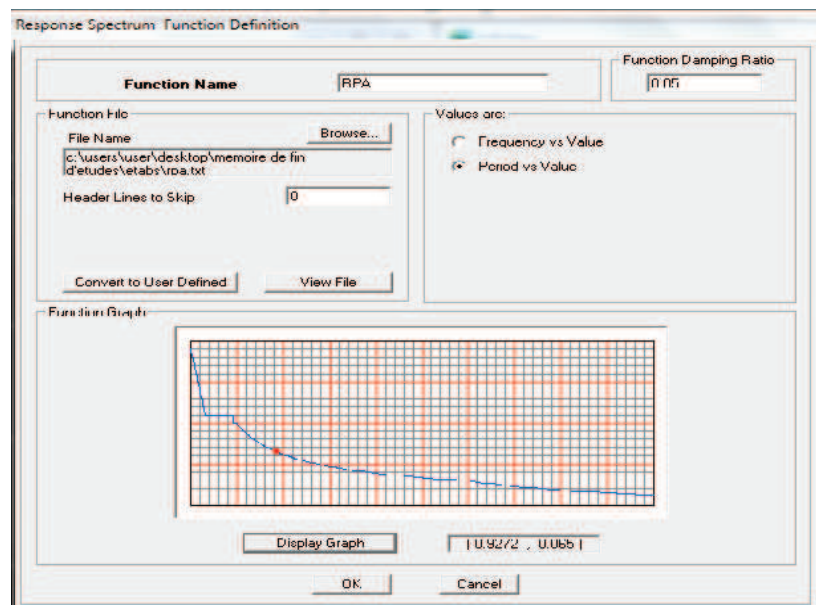 Response Spectrum Function Definition
Function Name
RPA
Function Damping Ratio
0.05
Function File
File Name
Browse...
c:\users\user\desktop\memoire de fin
d'etudes\etabs\rpa.txt
Header Lines to Skip
0
Convert to User Defined
View File
Values are:
Frequency vs Value
Period vs Value
Function Graph
Display Graph
( 0.9272 , 0.065 )
OK
Cancel